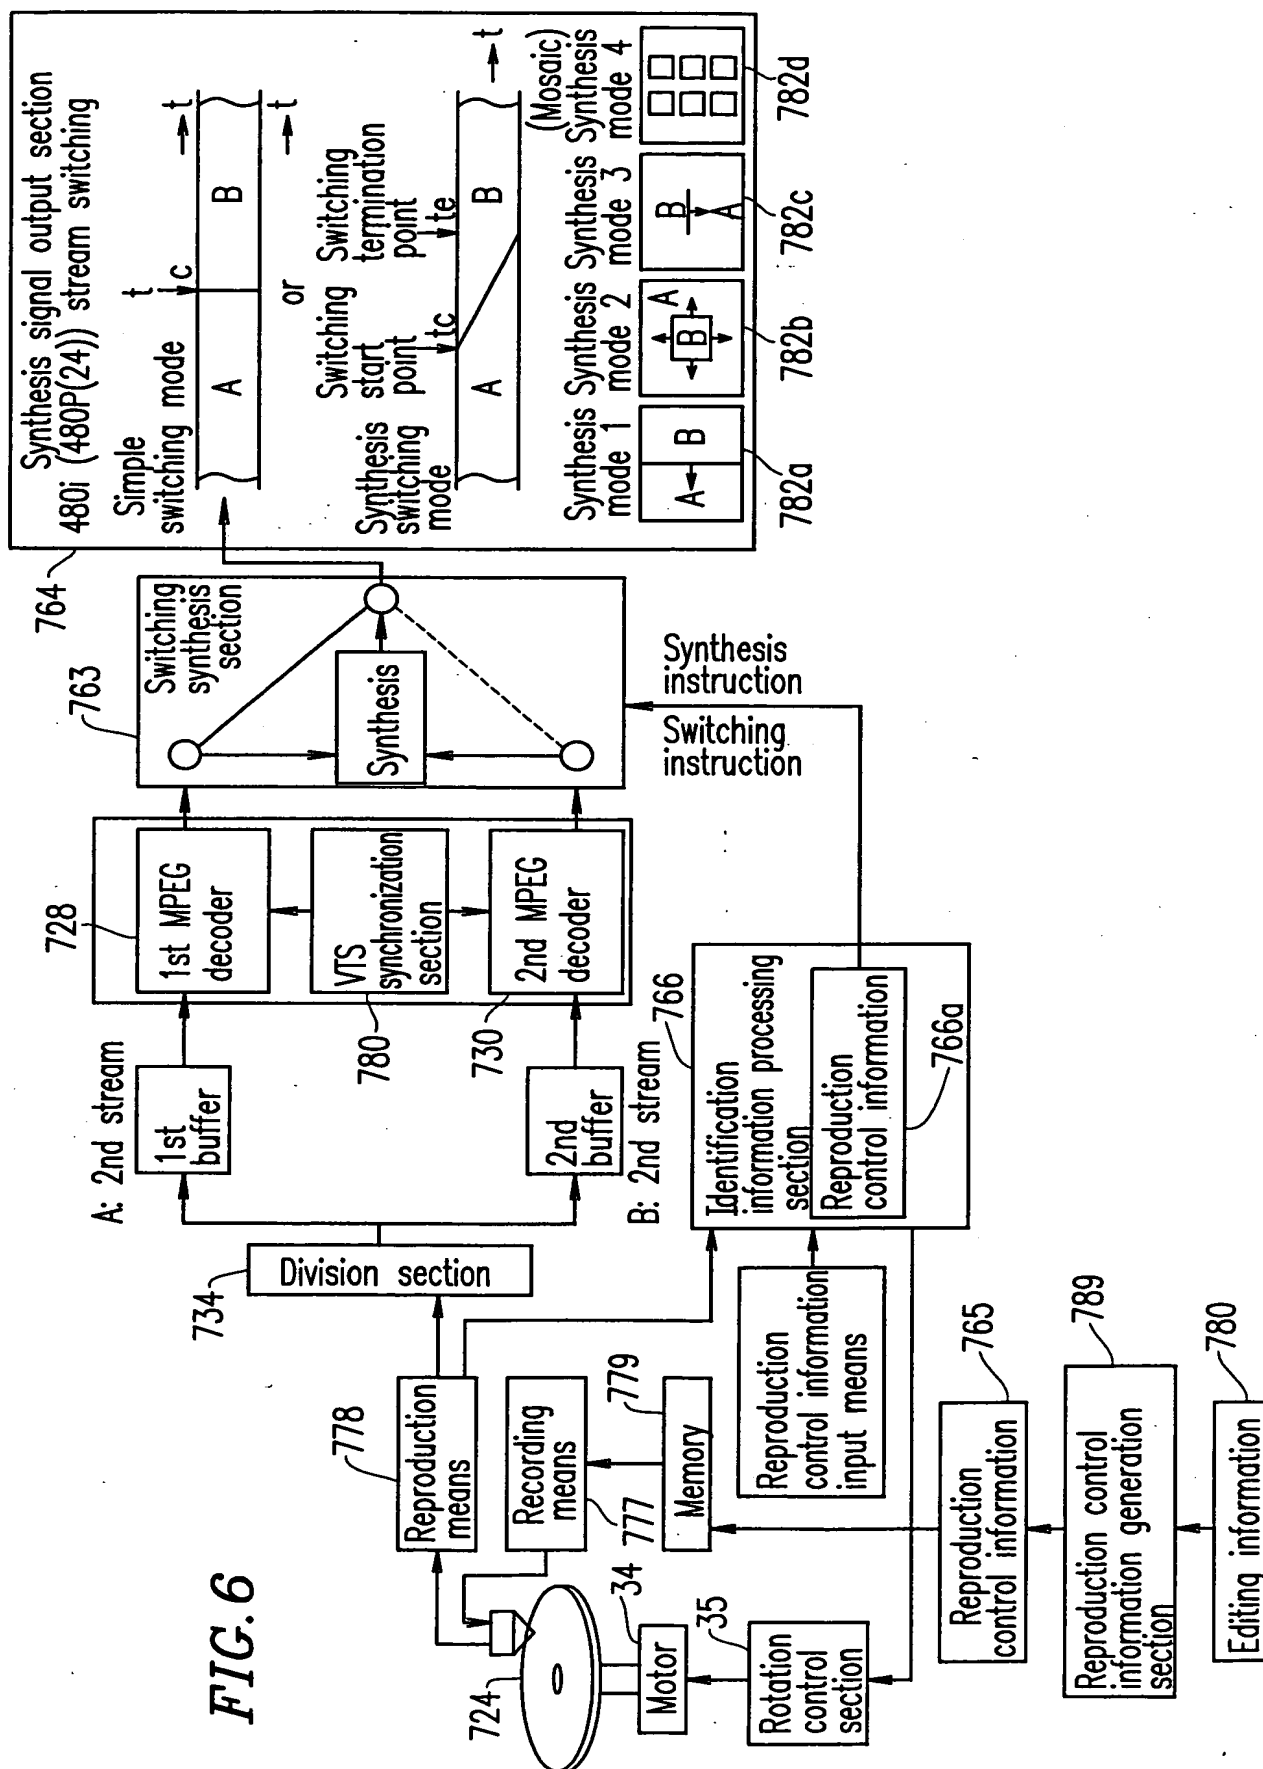 FIG.6
724
34
Motor
35
Rotation
control
section
778
Reproduction
means
Recording
means
777
779
Memory
Reproduction
control information
input means
765
Reproduction
control information
789
Reproduction control
information generation
section
780
Editing information
734
Division section
A: 2nd stream
1st
buffer
2nd
buffer
B: 2nd stream
728
1st MPEG
decoder
VTS
synchronization
section
780
2nd MPEG
decoder
730
766
Identification
information processing
section
Reproduction
control information
766a
763
Switching
synthesis
section
Synthesis
Switching
instruction
Synthesis
instruction
764
Synthesis signal output section
480i (480P(24)) stream switching
Simple
switching mode
t
c
t
A
B
t
or
Synthesis
switching
mode
Switching
start
point
Switching
termination
point
tc
te
A
B
t
Synthesis
mode 1
A
B
782a
Synthesis
mode 2
A
B
782b
Synthesis
mode 3
B
A
782c
(Mosaic)
Synthesis
mode 4
782d